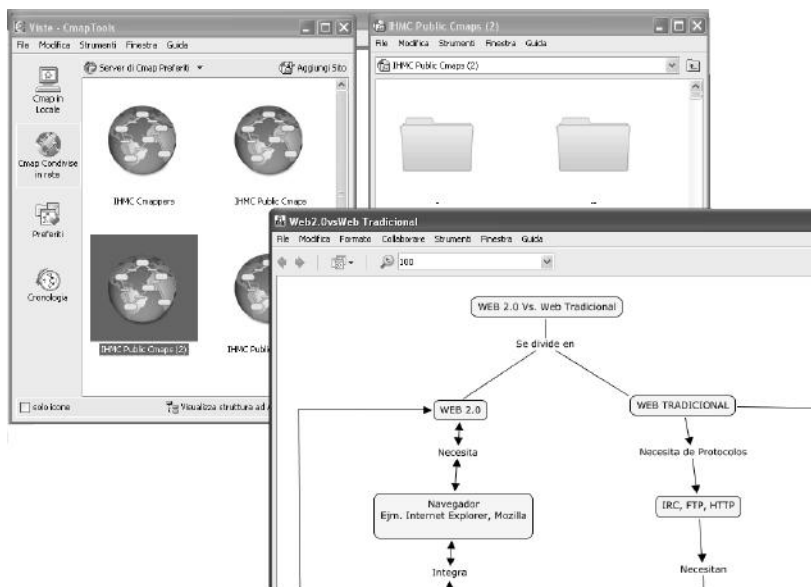 Viste - CmapTools
File Modifica Strumenti Finestra Guida
Server di Cmap Preferiti
Aggiungi Sito
Cmap in
Locale
Cmap Condivise
in rete
Preferiti
Cronologia
IHMC Cmappers
IHMC Public Cmaps
IHMC Public Cmaps (2)
IHMC Publi
solo icone
Visualizza struttura ad
IHMC Public Cmaps (2)
File Modifica Strumenti Finestra Guida
IHMC Public Cmaps (2)
.
..
Web2.0vsWeb Tradicional
File Modifica Formato Collaborare Strumenti Finestra Guida
100
WEB 2.0 Vs. Web Tradicional
Se divide en
WEB 2.0
WEB TRADICIONAL
Necesita
Necesita de Protocolos
Navegador
Ejm. Internet Explorer, Mozilla
IRC, FTP, HTTP
Integra
Necesitan